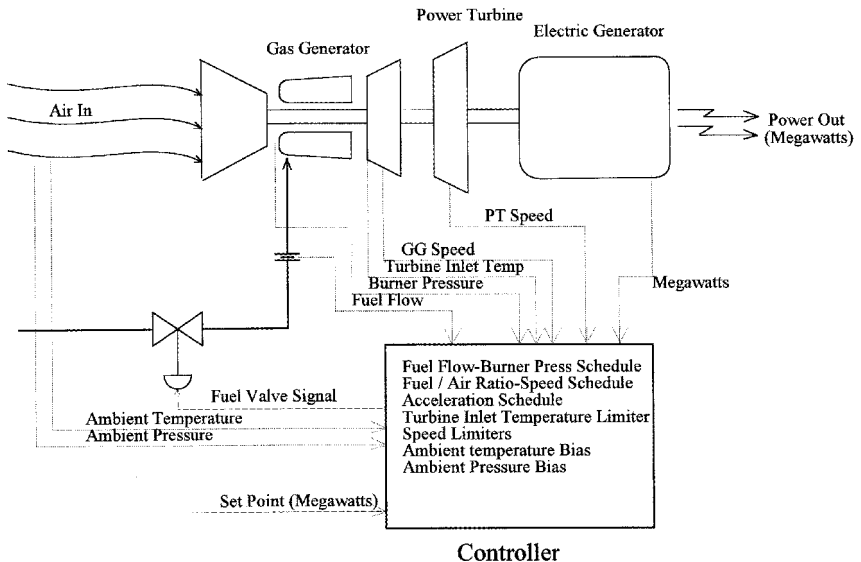 Power Turbine
Electric Generator
Gas Generator
Air In
Power Out
(Megawatts)
PT Speed
GG Speed
Turbine Inlet Temp
Burner Pressure
Megawatts
Fuel Flow
Fuel Flow-Burner Press Schedule
Fuel / Air Ratio-Speed Schedule
Acceleration Schedule
Turbine Inlet Temperature Limiter
Speed Limiters
Ambient temperature Bias
Ambient Pressure Bias
Fuel Valve Signal
Ambient Temperature
Ambient Pressure
Set Point (Megawatts)
Controller